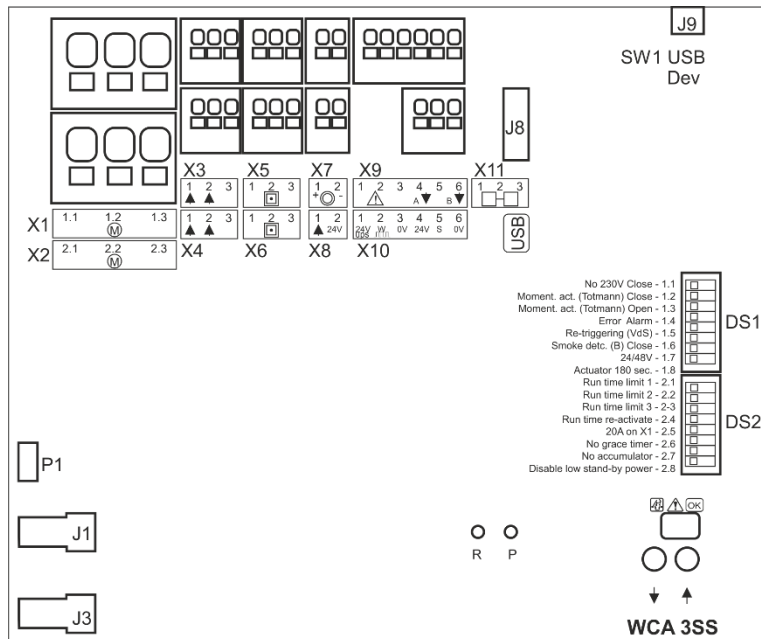 J9
SW1 USB
Dev
J8
X3 X5 X7 X9 X11
1 2 3 1 2 3 1 2 1 2 3 4 5 6 1 2 3
+ - A B
X1 1.1 1.2 1.3
M
1 2 3 1 2 3 1 2 1 2 3 4 5 6
24V 24V W 0V 24V S 0V
X2 2.1 2.2 2.3
M
X4 X6 X8 X10
USB
No 230V Close - 1.1
Moment. act. (Totmann) Close - 1.2
Moment. act. (Totmann) Open - 1.3
Error Alarm - 1.4
Re-triggering (VdS) - 1.5
Smoke detc. (B) Close - 1.6
24/48V - 1.7
Actuator 180 sec. - 1.8
DS1
Run time limit 1 - 2.1
Run time limit 2 - 2.2
Run time limit 3 - 2-3
Run time re-activate - 2.4
20A on X1 - 2.5
No grace timer - 2.6
No accumulator - 2.7
Disable low stand-by power - 2.8
DS2
P1
J1
J3
R P
OK
WCA 3SS